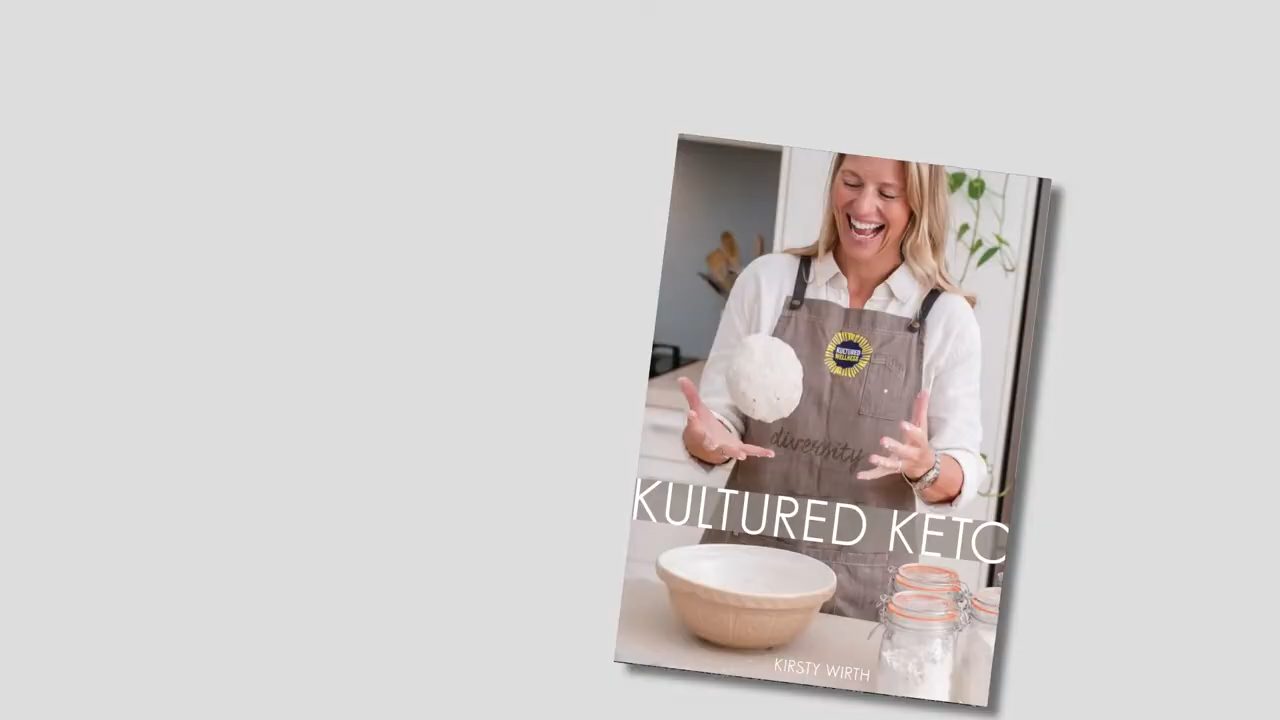 KULTURED
WELLNESS
diversity
KULTURED KETO
KIRSTY WIRTH